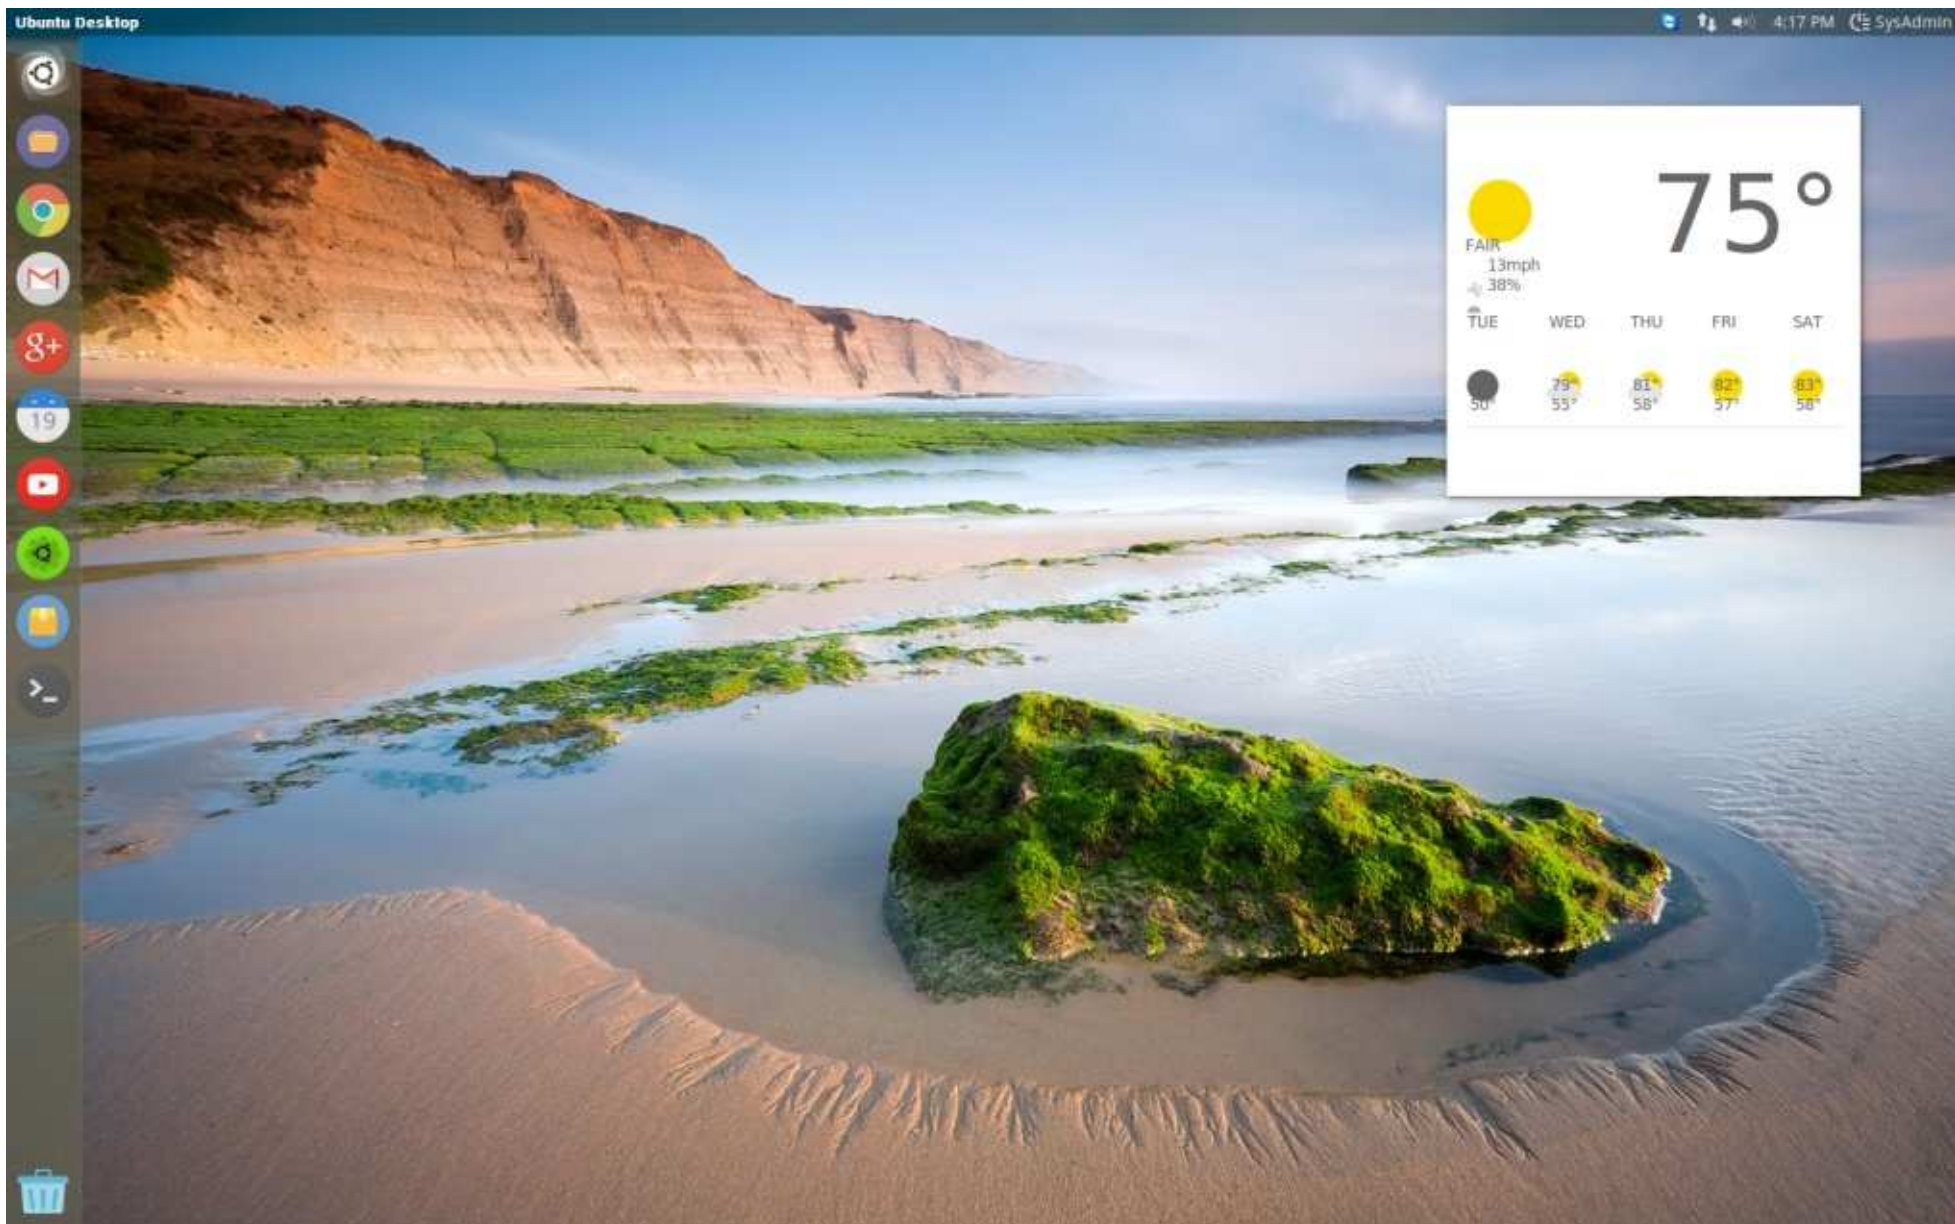 Ubuntu Desktop
4:17 PM
SysAdmin
g+
19
75°
FAIR
13mph
38%
TUE WED THU FRI SAT
79° 81° 82° 83°
50° 55° 58° 57° 58°